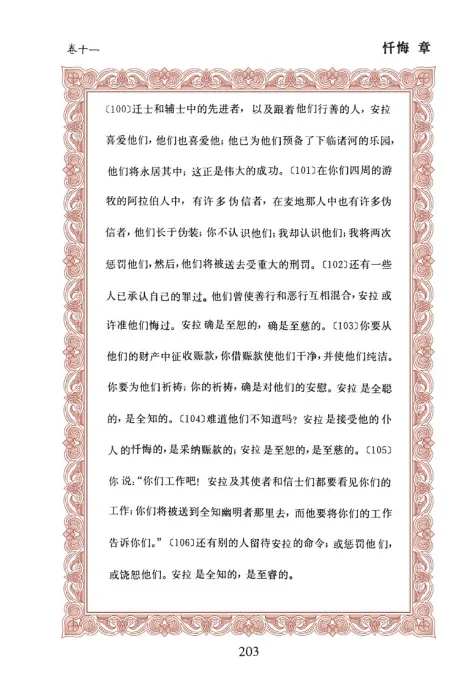 卷十一
忏悔 章
〔100〕迁士和辅士中的先进者，以及跟着他们行善的人，安拉
喜爱他们，他们也喜爱他；他已为他们预备了下临诸河的乐园，
他们将永居其中；这正是伟大的成功。〔101〕在你们四周的游
牧的阿拉伯人中，有许多伪信者，在麦地那人中也有许多伪
信者，他们长于伪装；你不认识他们；我却认识他们；我将两次
惩罚他们，然后，他们将被送去受重大的刑罚。〔102〕还有一些
人已承认自己的罪过。他们曾使善行和恶行互相混合，安拉或
许准他们悔过。安拉确是至恕的，确是至慈的。〔103〕你要从
他们的财产中征收赈款，你借赈款使他们干净，并使他们纯洁。
你要为他们祈祷；你的祈祷，确是对他们的安慰。安拉是全聪
的，是全知的。〔104〕难道他们不知道吗？安拉是接受他的仆
人的忏悔的，是采纳赈款的；安拉是至恕的，是至慈的。〔105〕
你说：“你们工作吧！安拉及其使者和信士们都要看见你们的
工作；你们将被送到全知幽明者那里去，而他要将你们的工作
告诉你们。”〔106〕还有别的人留待安拉的命令；或惩罚他们，
或饶恕他们。安拉是全知的，是至睿的。
203